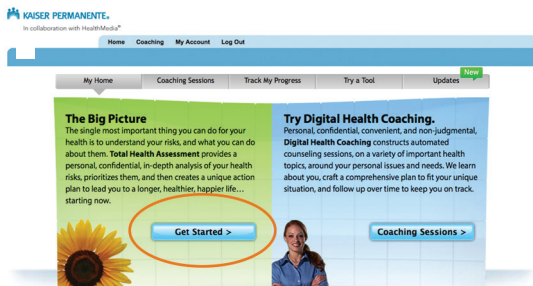 KAISER PERMANENTE®
In collaboration with HealthMedia®
Home Coaching My Account Log Out
New
My Home Coaching Sessions Track My Progress Try a Tool Updates
The Big Picture
The single most important thing you can do for your
health is to understand your risks, and what you can do
about them. Total Health Assessment provides a
personal, confidential, in-depth analysis of your health
risks, prioritizes them, and then creates a unique action
plan to lead you to a longer, healthier, happier life…
starting now.
Get Started >
Try Digital Health Coaching.
Personal, confidential, convenient, and non-judgmental,
Digital Health Coaching constructs automated
counseling sessions, on a variety of important health
topics, around your personal issues and needs. We learn
about you, craft a comprehensive plan to fit your unique
situation, and follow up over time to keep you on track.
Coaching Sessions >